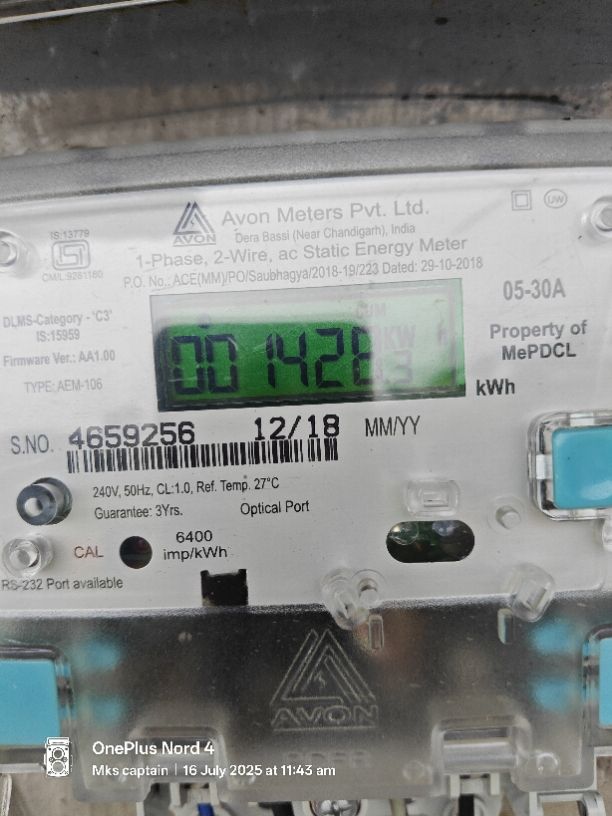 Avon Meters Pvt. Ltd.
AVON
Dera Bassi (Near Chandigarh), India
1-Phase, 2-Wire, ac Static Energy Meter
P.O. No.: ACE(MM)/PO/Saubhagya/2018-19/223 Dated: 29-10-2018
IS:13779
CM/L:9281180
DLMS-Category - 'C3'
IS:15959
Firmware Ver.: AA1.00
TYPE: AEM-106
CUM
KW
05-30A
Property of
MePDCL
kWh
S.NO. 4659256 12/18 MM/YY
240V, 50Hz, CL:1.0, Ref. Temp. 27°C
Guarantee: 3Yrs. Optical Port
CAL 6400
imp/kWh
RS-232 Port available
AVON
OnePlus Nord 4
Mks captain | 16 July 2025 at 11:43 am